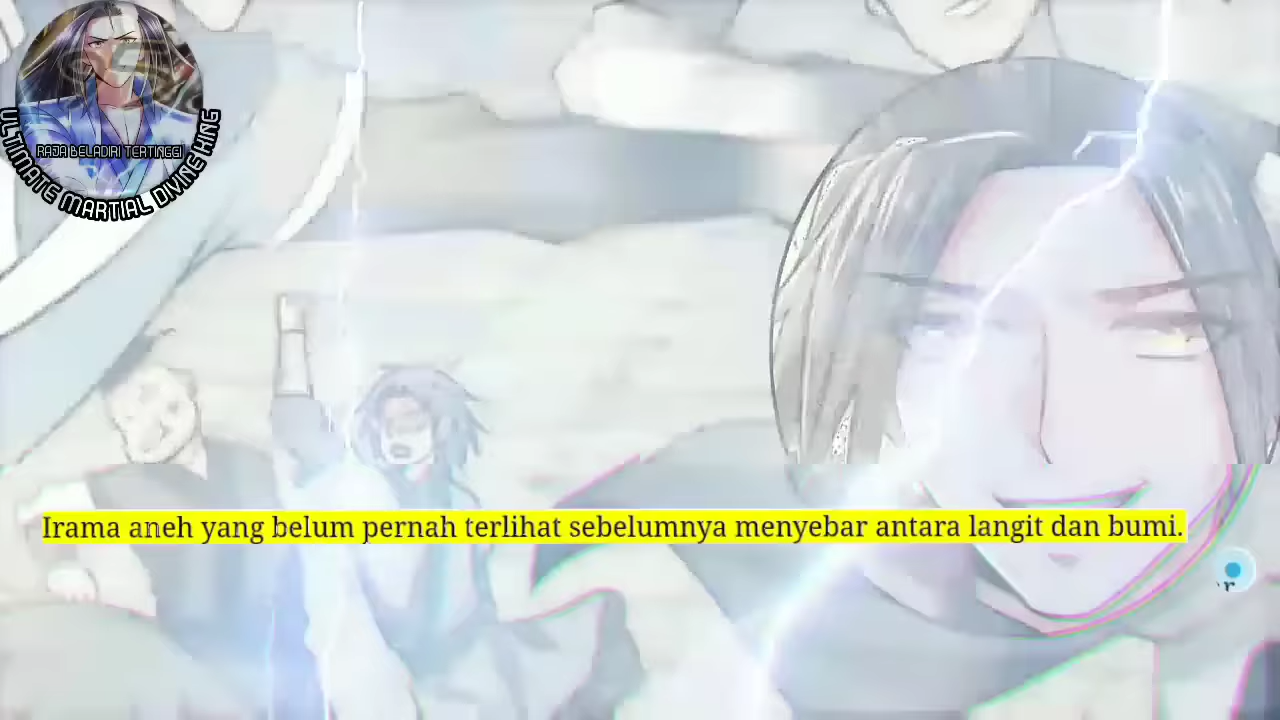 RAJA BELADIRI TERTINGGI
ULTIMATE MARTIAL DIVINE KING
Irama aneh yang belum pernah terlihat sebelumnya menyebar antara langit dan bumi.